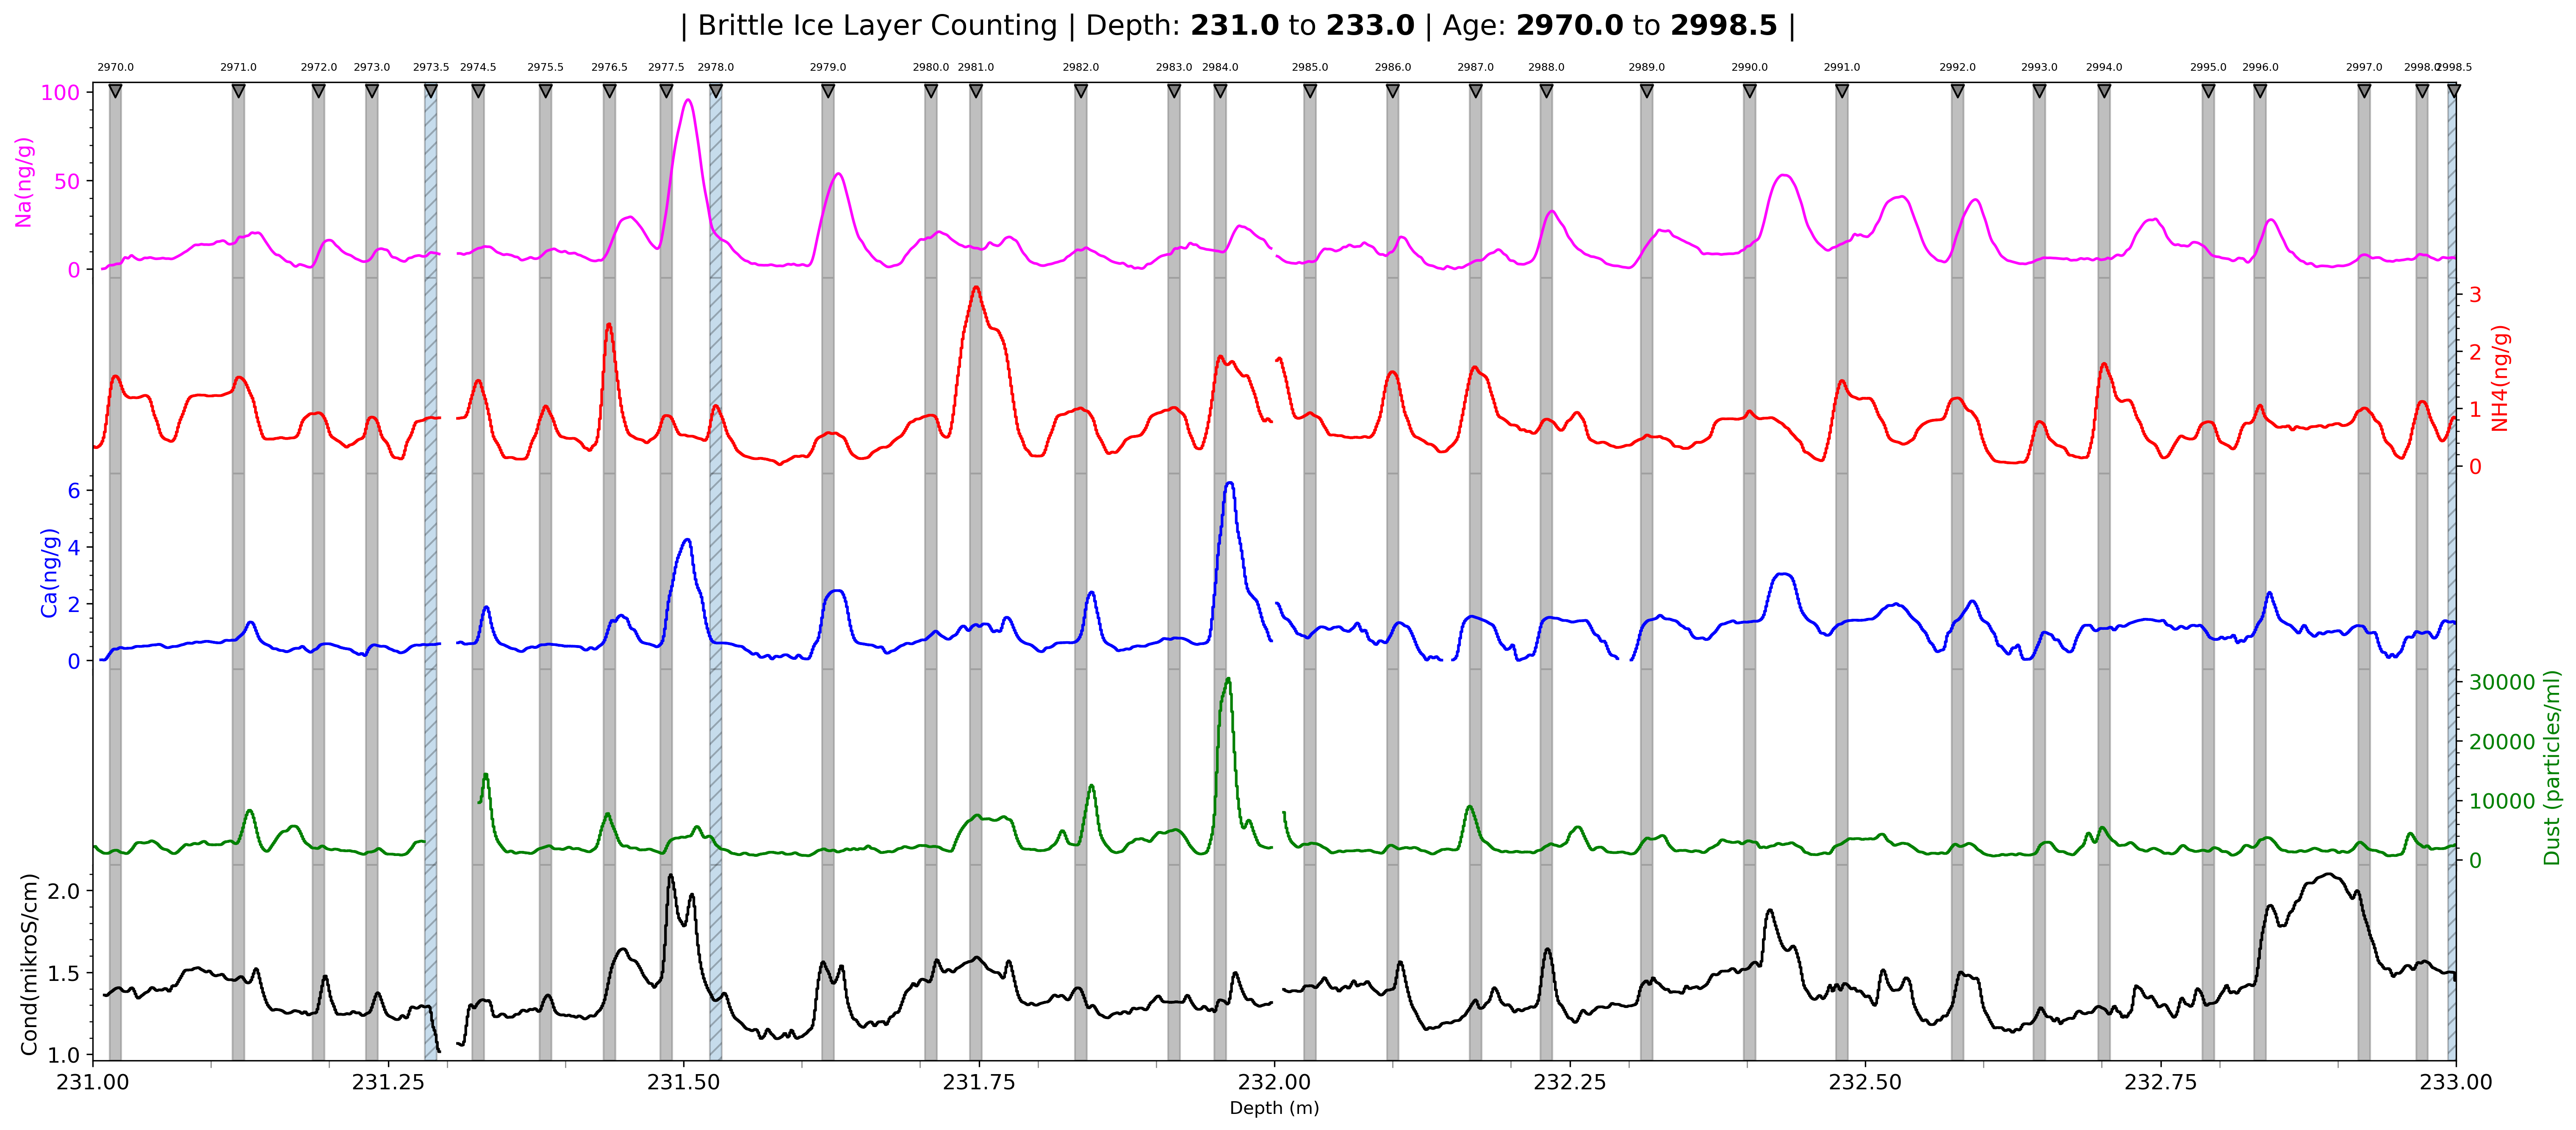 | Brittle Ice Layer Counting | Depth: 231.0 to 233.0 | Age: 2970.0 to 2998.5 |
2970.0 2971.0 2972.0 2973.0 2973.5 2974.5 2975.5 2976.5 2977.5 2978.0 2979.0 2980.0 2981.0 2982.0 2983.0 2984.0 2985.0 2986.0 2987.0 2988.0 2989.0 2990.0 2991.0 2992.0 2993.0 2994.0 2995.0 2996.0 2997.0 2998.0 2998.5
Na(ng/g)
100
50
0
NH4(ng/g)
3
2
1
0
Ca(ng/g)
6
4
2
0
Dust (particles/ml)
30000
20000
10000
0
Cond(mikroS/cm)
2.0
1.5
1.0
231.00 231.25 231.50 231.75 232.00 232.25 232.50 232.75 233.00
Depth (m)